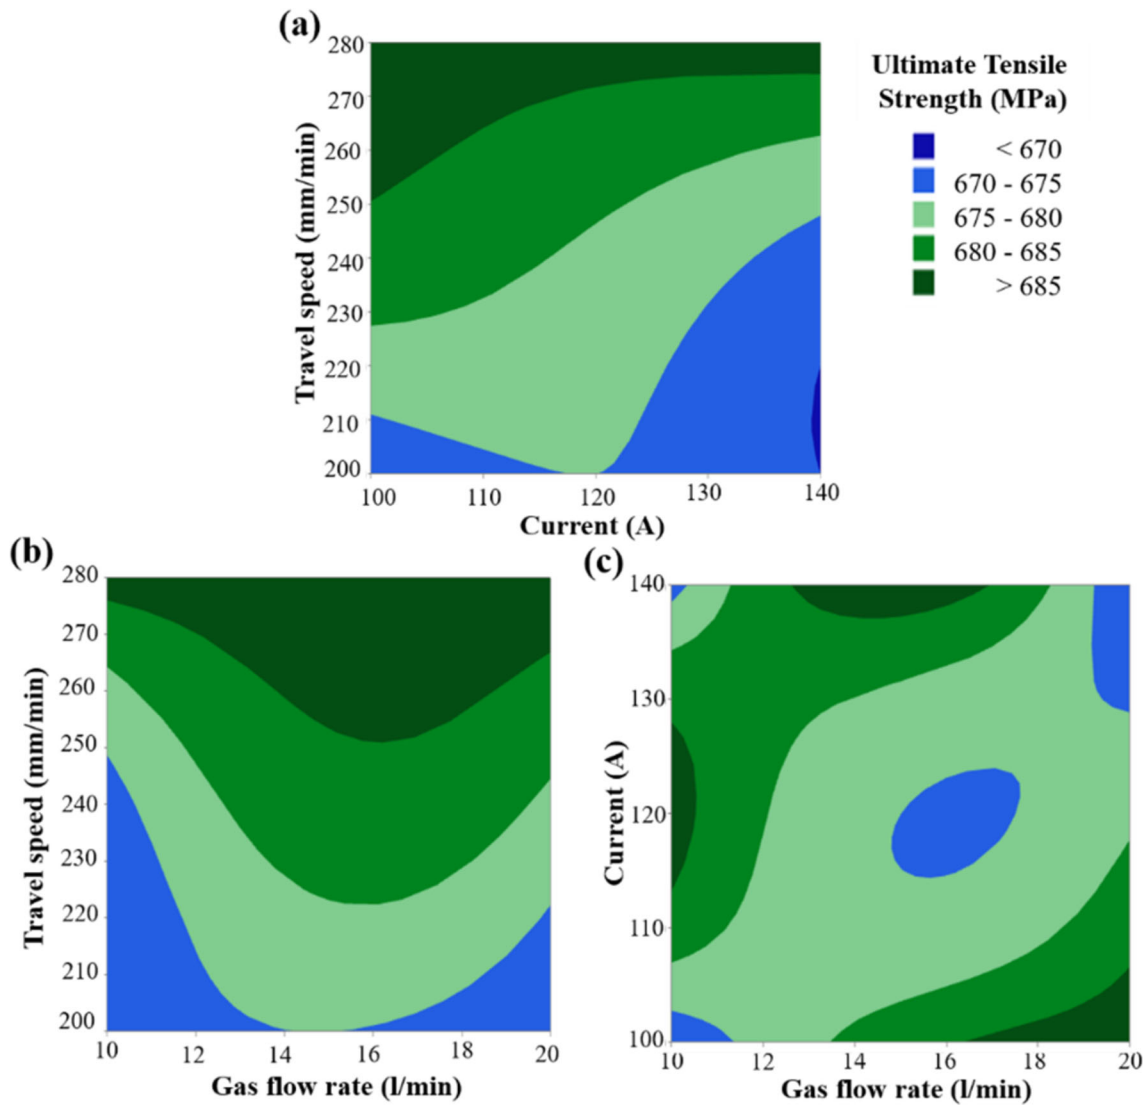 (a)
Ultimate Tensile
Strength (MPa)
< 670
670 - 675
675 - 680
680 - 685
> 685
Travel speed (mm/min)
280
270
260
250
240
230
220
210
200
100 110 120 130 140
Current (A)
(b)
Travel speed (mm/min)
280
270
260
250
240
230
220
210
200
10 12 14 16 18 20
Gas flow rate (l/min)
(c)
Current (A)
140
130
120
110
100
10 12 14 16 18 20
Gas flow rate (l/min)